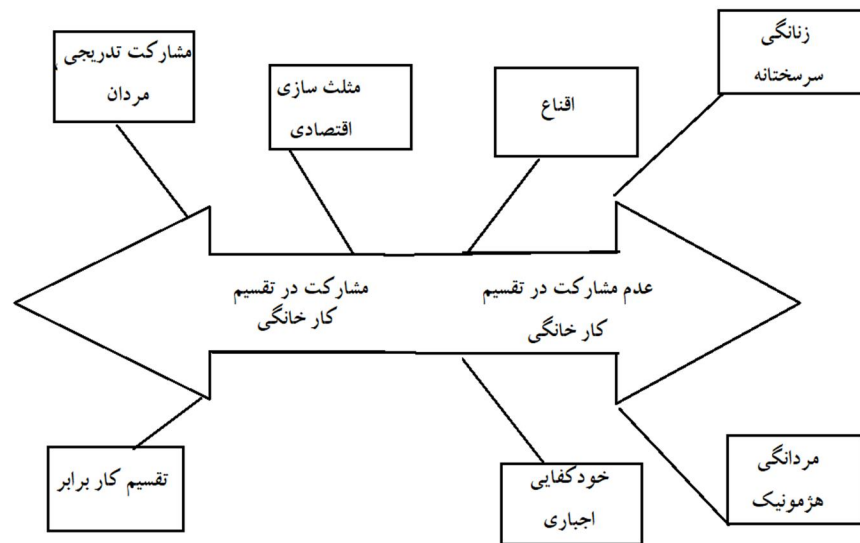 زنانگی
سرسختانه
مشارکت تدریجی
مردان
مثلث سازی
اقتصادی
اقناع
عدم مشارکت در تقسیم
کار خانگی
مشارکت در تقسیم
کار خانگی
مردانگی
هژمونیک
خودکفایی
اجباری
تقسیم کار برابر